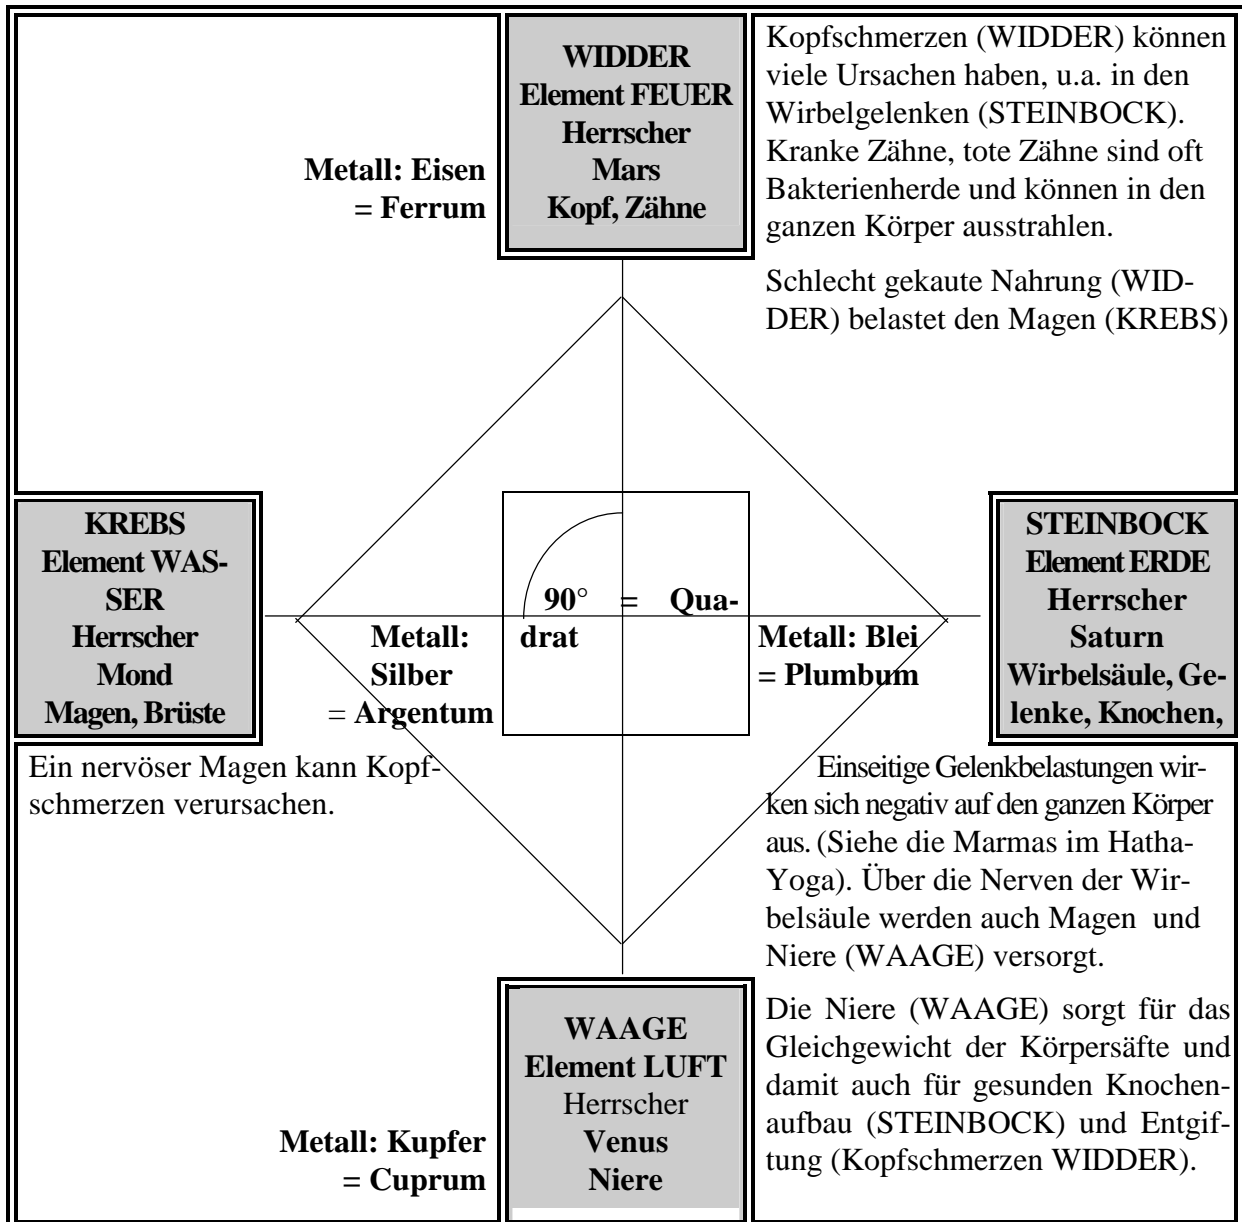 WIDDER
Element FEUER
Herrscher
Mars
Kopf, Zähne
Metall: Eisen
= Ferrum
Kopfschmerzen (WIDDER) können
viele Ursachen haben, u.a. in den
Wirbelgelenken (STEINBOCK).
Kranke Zähne, tote Zähne sind oft
Bakterienherde und können in den
ganzen Körper ausstrahlen.
Schlecht gekaute Nahrung (WID-
DER) belastet den Magen (KREBS)
KREBS
Element WAS-
SER
Herrscher
Mond
Magen, Brüste
Metall:
Silber
= Argentum
90° = Qua-
drat
Metall: Blei
= Plumbum
STEINBOCK
Element ERDE
Herrscher
Saturn
Wirbelsäule, Ge-
lenke, Knochen,
Ein nervöser Magen kann Kopf-
schmerzen verursachen.
Einseitige Gelenkbelastungen wir-
ken sich negativ auf den ganzen Körper
aus. (Siehe die Marmas im Hatha-
Yoga). Über die Nerven der Wir-
belsäule werden auch Magen und
Niere (WAAGE) versorgt.
Die Niere (WAAGE) sorgt für das
Gleichgewicht der Körpersäfte und
damit auch für gesunden Knochen-
aufbau (STEINBOCK) und Entgif-
tung (Kopfschmerzen WIDDER).
WAAGE
Element LUFT
Herrscher
Venus
Niere
Metall: Kupfer
= Cuprum